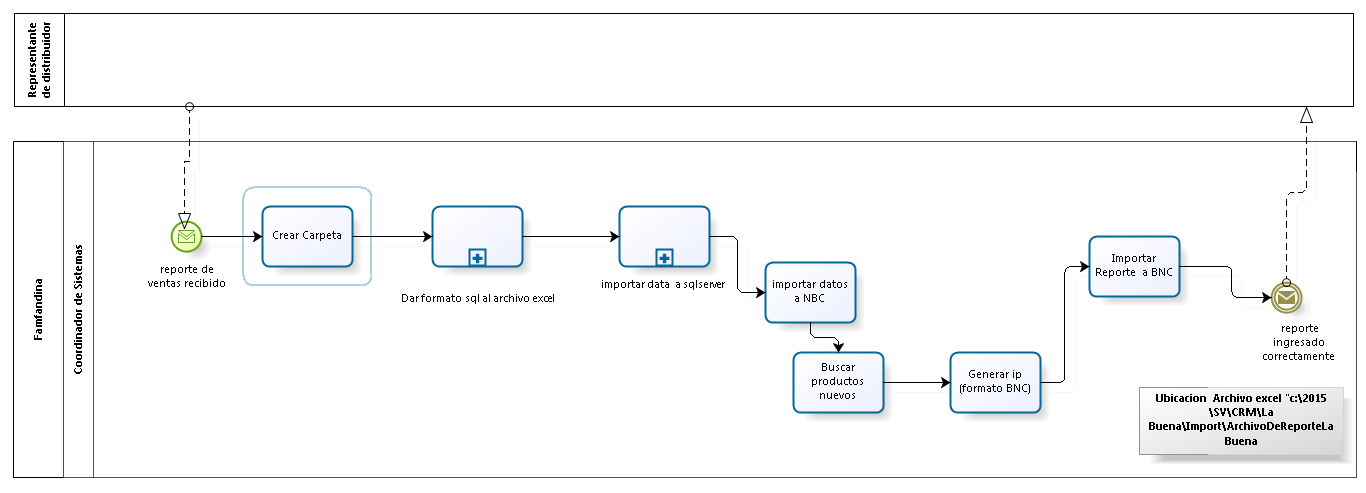 Representante
de distribuidor
Famfandina
Coordinador de Sistemas
reporte de
ventas recibido
Crear Carpeta
Dar formato sql al archivo excel
importar data  a sqlserver
importar datos
a NBC
Buscar
productos
nuevos
Generar ip
(formato BNC)
Importar
Reporte  a BNC
reporte
ingresado
correctamente
Ubicacion  Archivo excel "c:\2015
\SV\CRM\La
Buena\Import\ArchivoDeReporteLa
Buena